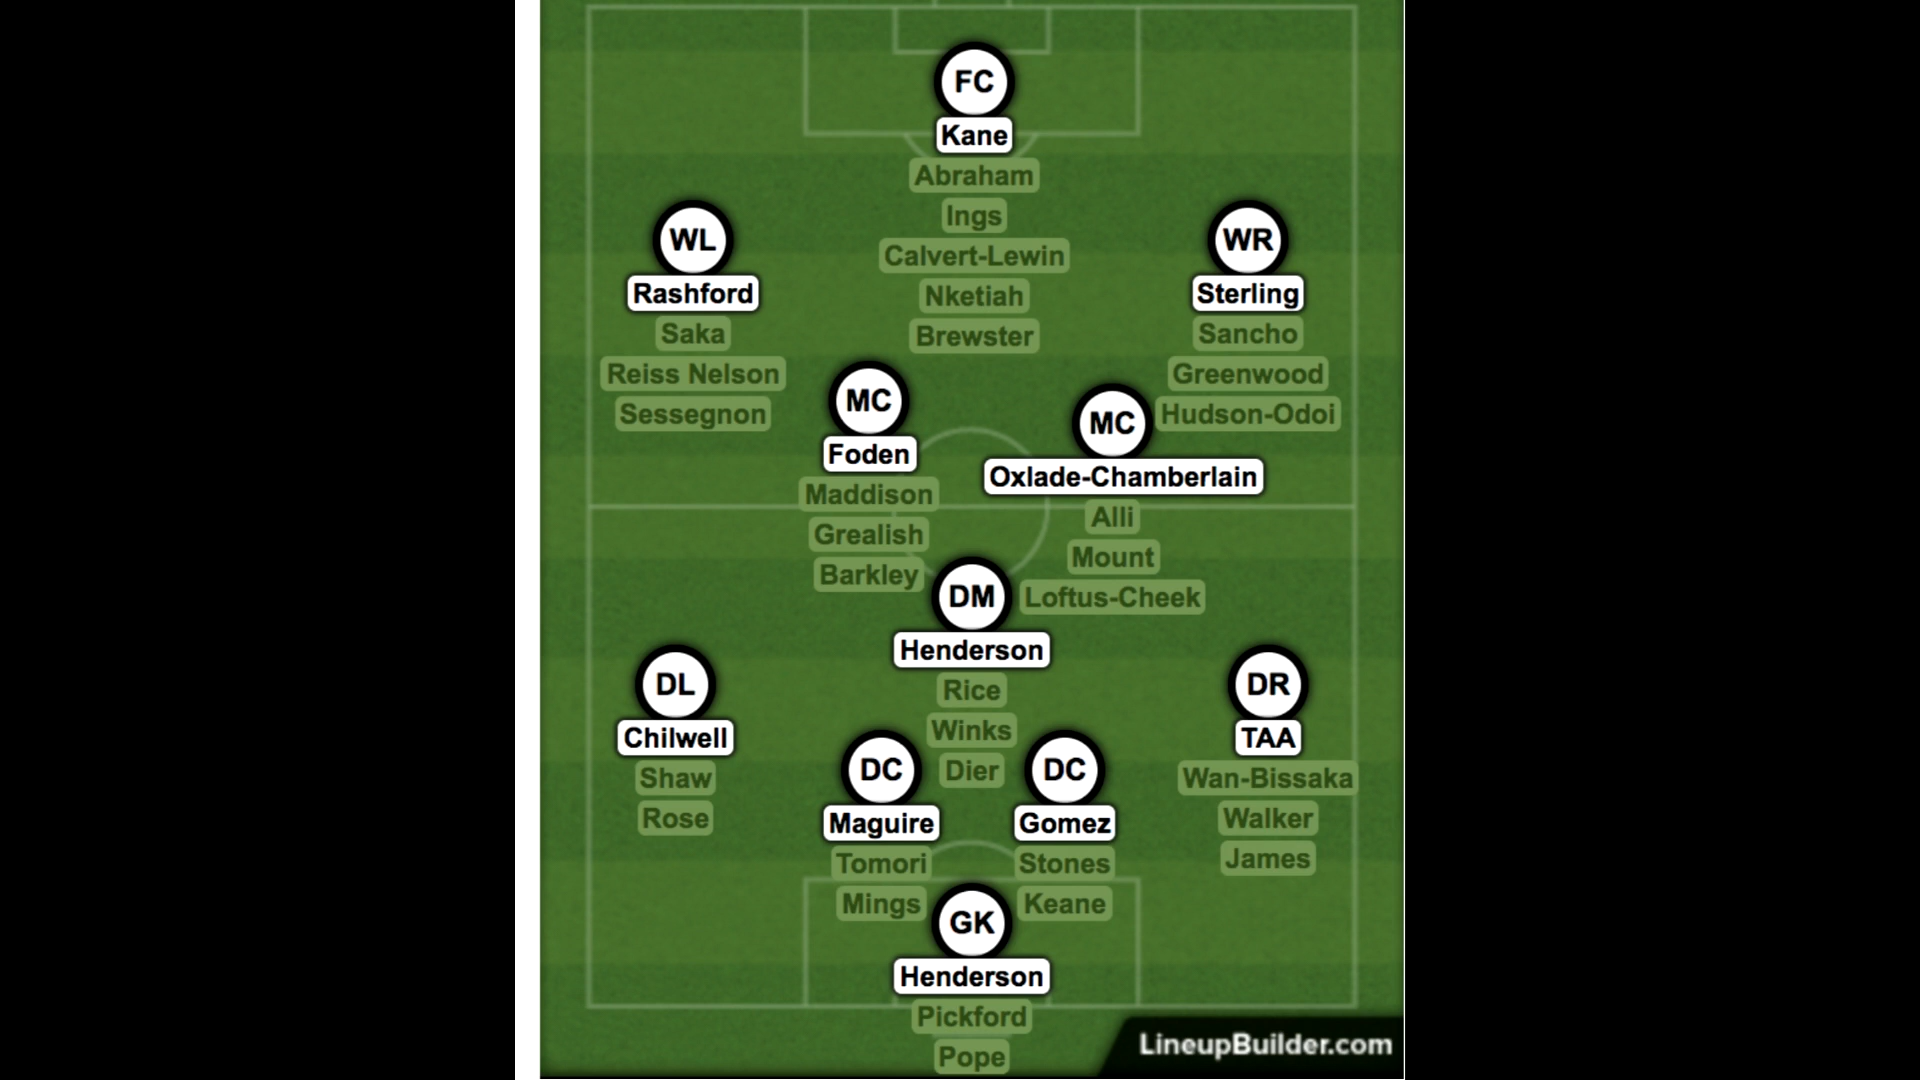 FC
Kane
Abraham
Ings
Calvert-Lewin
Nketiah
Brewster
WL
Rashford
Saka
Reiss Nelson
Sessegnon
WR
Sterling
Sancho
Greenwood
Hudson-Odoi
MC
Foden
Maddison
Grealish
Barkley
MC
Oxlade-Chamberlain
Alli
Mount
Loftus-Cheek
DM
Henderson
Rice
Winks
Dier
DL
Chilwell
Shaw
Rose
DC
Maguire
Tomori
Mings
DC
Gomez
Stones
Keane
DR
TAA
Wan-Bissaka
Walker
James
GK
Henderson
Pickford
Pope
LineupBuilder.com